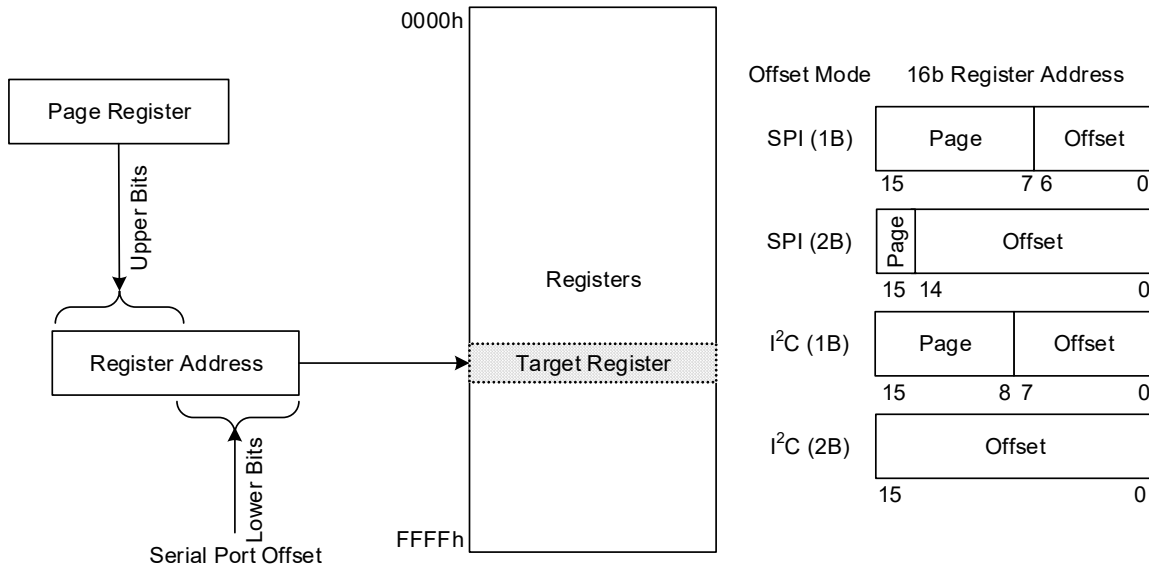 0000h
Page Register
Upper Bits
Register Address
Lower Bits
Serial Port Offset
Registers
Target Register
FFFFh
Offset Mode 16b Register Address
SPI (1B) Page Offset
15 7 6 0
SPI (2B) Page Offset
15 14 0
I²C (1B) Page Offset
15 8 7 0
I²C (2B) Offset
15 0